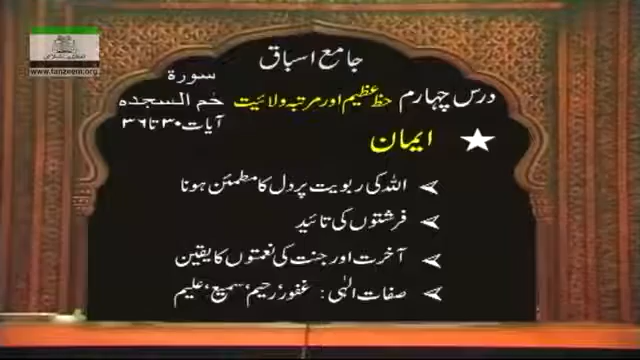 جامع اسباق
درس چہارم حظِ عظیم اور مرتبہ ولائیت
سورۃ
حٰم السجدہ
آیات ۳۰ تا ۳۶
ایمان
اللہ کی ربوبیت پر دل کا مطمئن ہونا
فرشتوں کی تائید
آخرت اور جنت کی نعمتوں کا یقین
صفات الٰہی: غفور، رحیم، سمیع، علیم
www.tanzeem.org